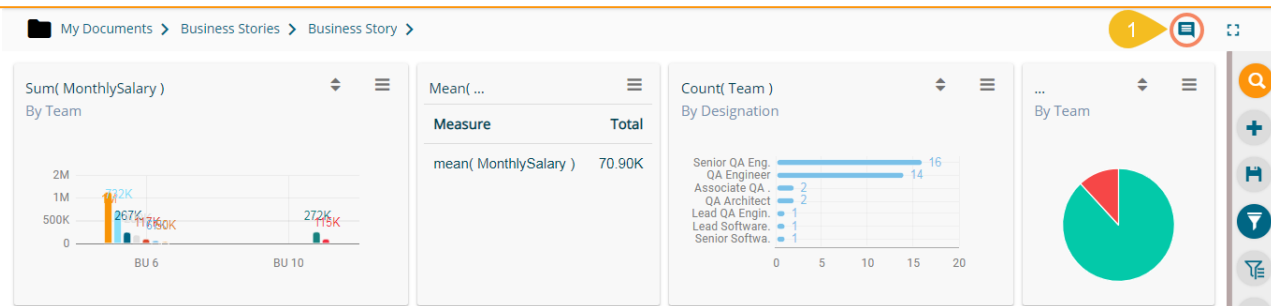 My Documents Business Stories Business Story
1
Sum( MonthlySalary )
By Team
2M
1M
500K
0
732K
267K
117K
60K
272K
115K
BU 6
BU 10
Mean( ...
Measure Total
mean( MonthlySalary ) 70.90K
Count( Team )
By Designation
Senior QA Eng. 16
QA Engineer 14
Associate QA . 2
QA Architect 2
Lead QA Engin. 1
Lead Software. 1
Senior Softwa. 1
0 5 10 15 20
...
By Team